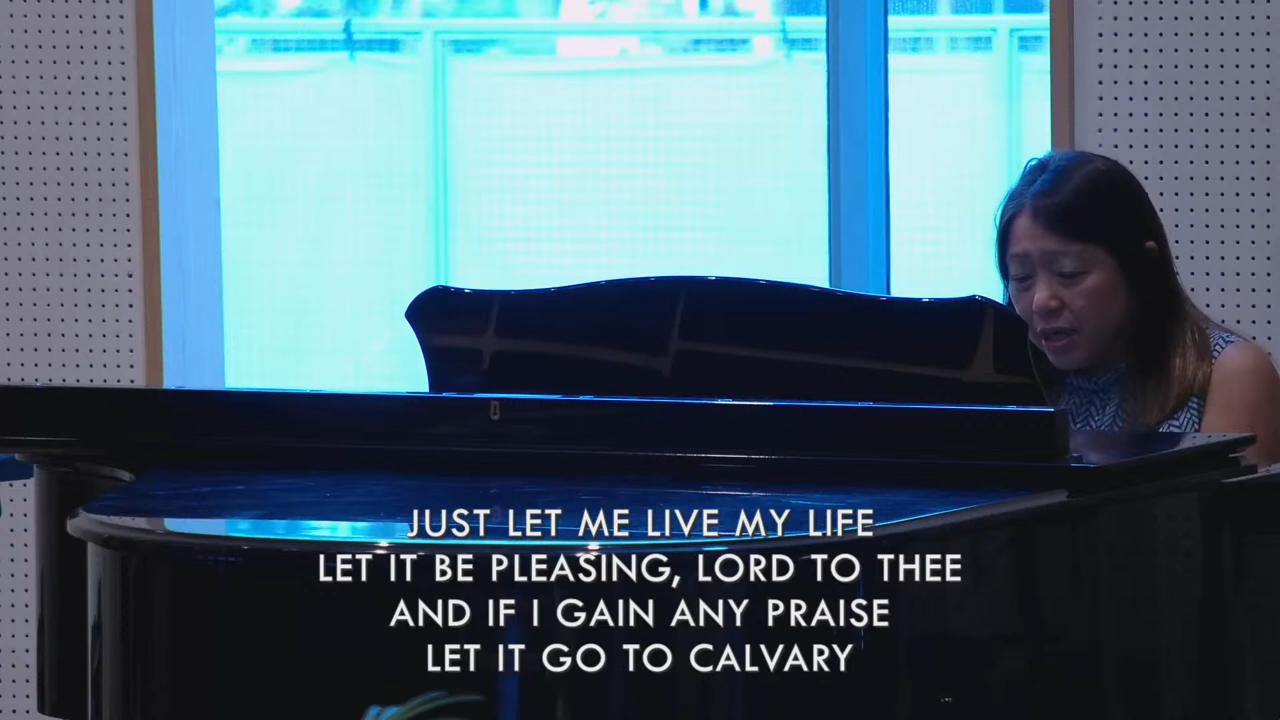 JUST LET ME LIVE MY LIFE
LET IT BE PLEASING, LORD TO THEE
AND IF I GAIN ANY PRAISE
LET IT GO TO CALVARY